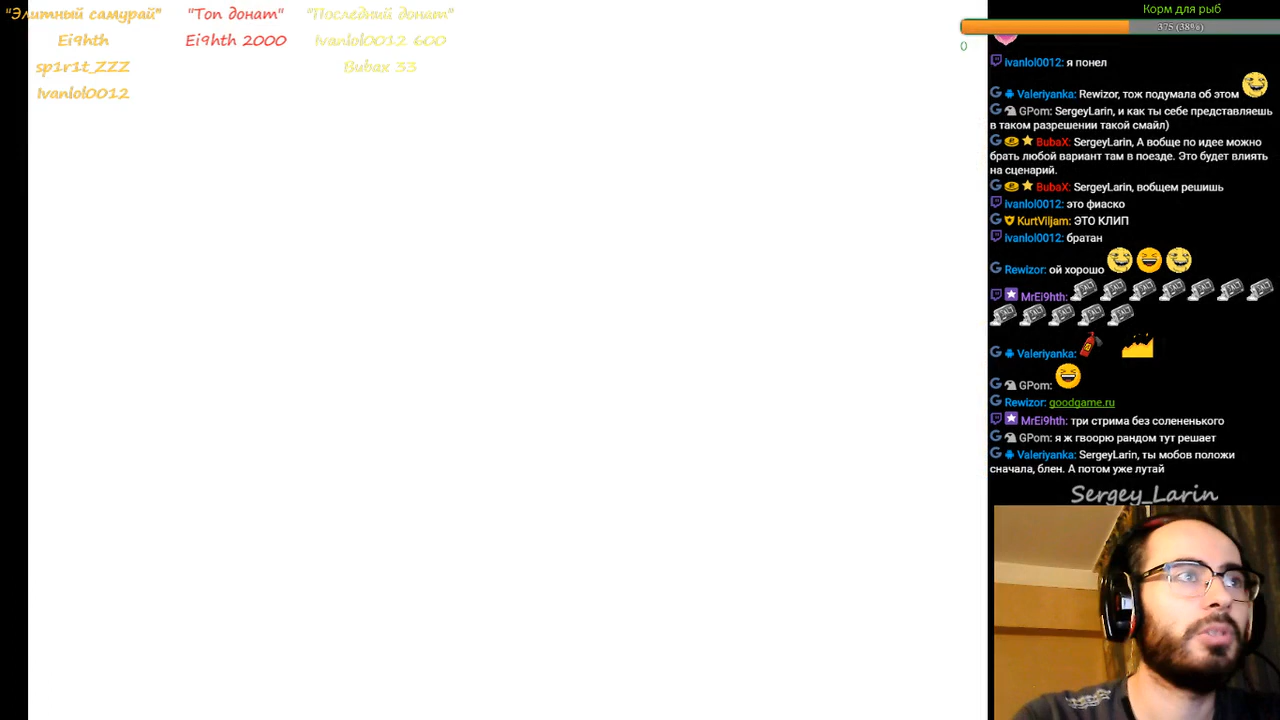 "Элитный самурай"
Ei9hth
sp1r1t_ZZZ
Ivanlol0012
"Топ донат"
Ei9hth 2000
"Последний донат"
Ivanlol0012 600
Bubax 33
Корм для рыб
375 (38%)
0
ivanlol0012: я понел
Valeriyanka: Rewizor, тож подумала об этом
GPom: SergeyLarin, и как ты себе представляешь
в таком разрешении такой смайл)
BubaX: SergeyLarin, А вобще по идее можно
брать любой вариант там в поезде. Это будет влиять
на сценарий.
BubaX: SergeyLarin, вобщем решишь
ivanlol0012: это фиаско
KurtViljam: ЭТО КЛИП
ivanlol0012: братан
Rewizor: ой хорошо
MrEi9hth:
Valeriyanka:
GPom:
Rewizor: goodgame.ru
MrEi9hth: три стрима без солененького
GPom: я ж гвоорю рандом тут решает
Valeriyanka: SergeyLarin, ты мобов положи
сначала, блен. А потом уже лутай
Sergey_Larin